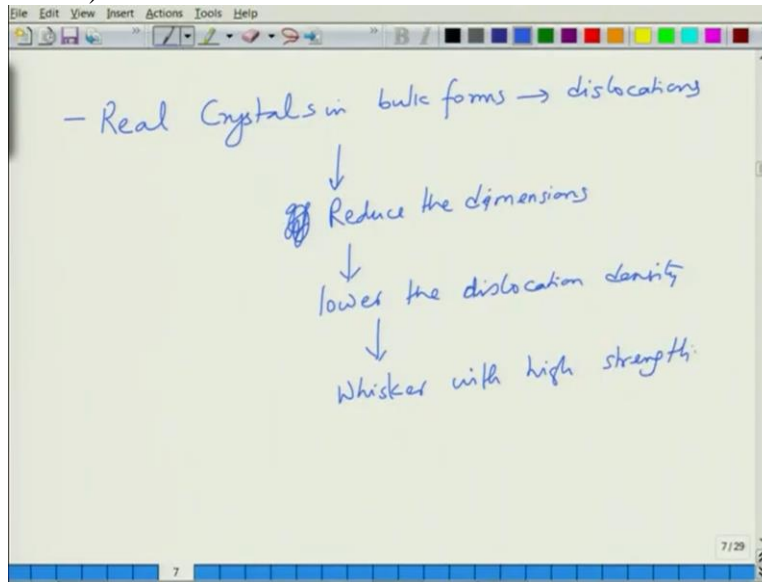 File Edit View Insert Actions Tools Help
- Real Crystals in bulk forms → dislocations
↓
Reduce the dimensions
↓
lower the dislocation density
↓
Whisker with high strength.
7/29
7